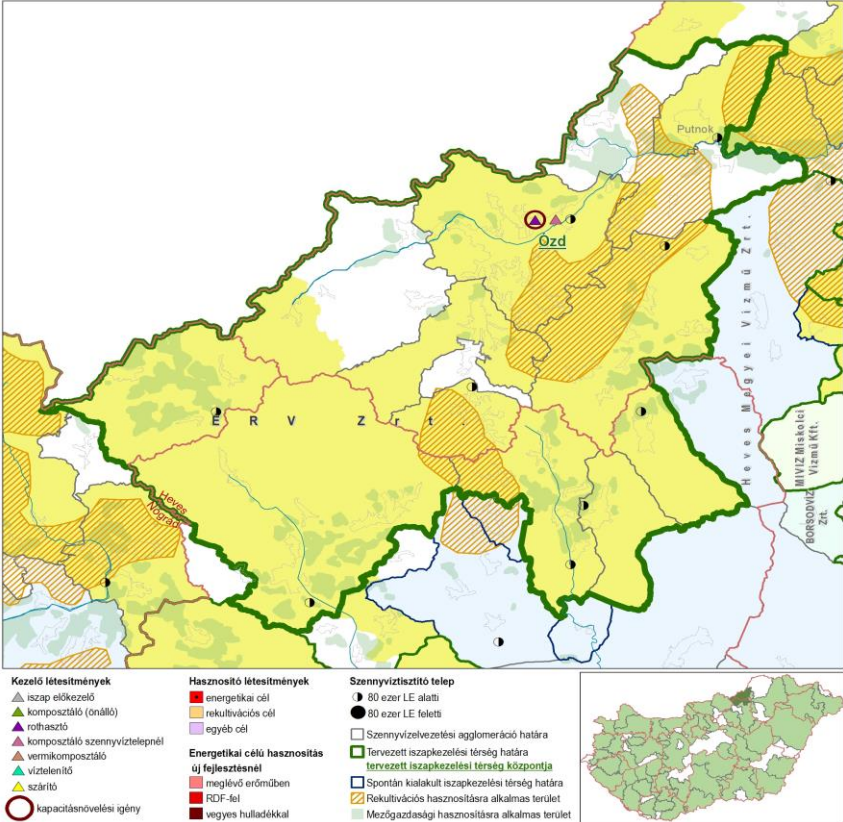 Putnok
Ózd
ÉRV Zrt.
Heves Megyei Vízmű Zrt.
MIVIZ Miskolci
Vízmű Kft.
BORSODVÍZ
Zrt.
Heves
Nógrád
Kezelő létesítmények
iszap előkezelő
komposztáló (önálló)
rothasztó
komposztáló szennyvíztelepnél
vermikomposztáló
víztelenítő
szárító
kapacitásnövelési igény
Hasznosító létesítmények
energetikai cél
rekultivációs cél
egyéb cél
Energetikai célú hasznosítás
új fejlesztésnél
meglévő erőműben
RDF-fel
vegyes hulladékkal
Szennyvíztisztító telep
80 ezer LE alatti
80 ezer LE feletti
Szennyvízelvezetési agglomeráció határa
Tervezett iszapkezelési térség határa
tervezett iszapkezelési térség központja
Spontán kialakult iszapkezelési térség határa
Rekultivációs hasznosításra alkalmas terület
Mezőgazdasági hasznosításra alkalmas terület